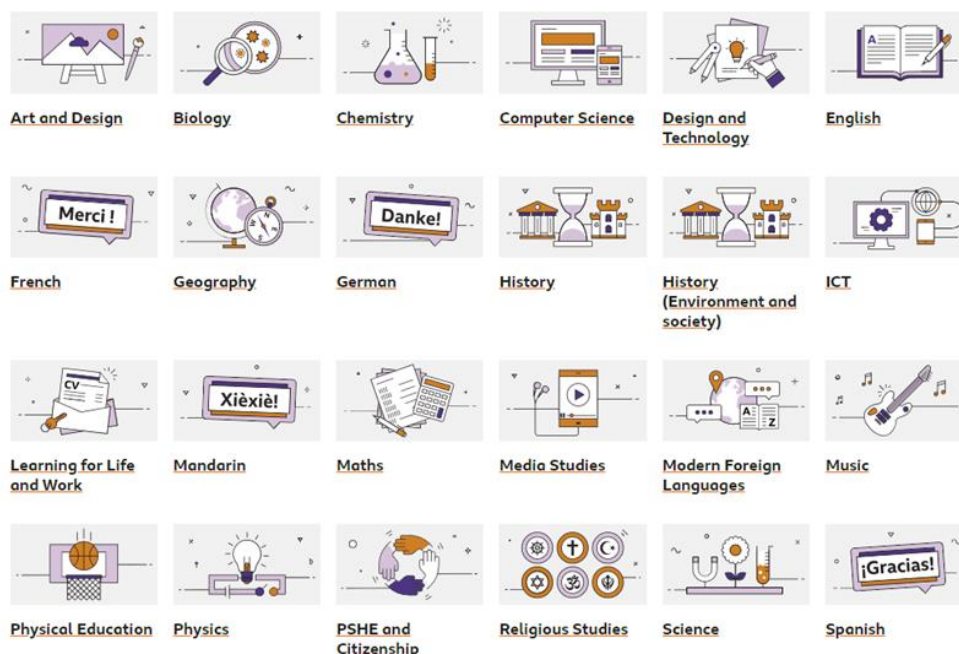 Art and Design
Biology
Chemistry
Computer Science
Design and
Technology
English
A
Merci !
Danke!
French
Geography
German
History
History
(Environment and
society)
ICT
CV
Xièxiè!
A
Z
Learning for Life
and Work
Mandarin
Maths
Media Studies
Modern Foreign
Languages
Music
¡Gracias!
Physical Education
Physics
PSHE and
Citizenship
Religious Studies
Science
Spanish